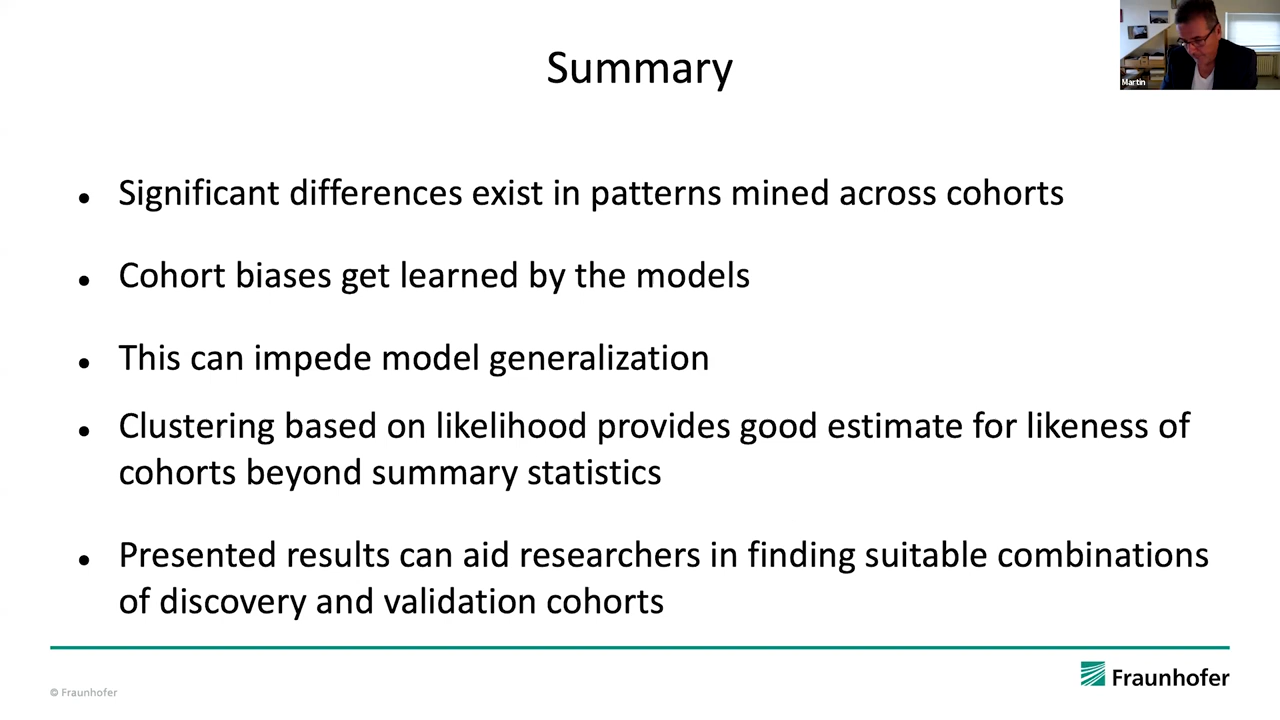 Summary
Martin
• Significant differences exist in patterns mined across cohorts
• Cohort biases get learned by the models
• This can impede model generalization
• Clustering based on likelihood provides good estimate for likeness of
cohorts beyond summary statistics
• Presented results can aid researchers in finding suitable combinations
of discovery and validation cohorts
© Fraunhofer
Fraunhofer